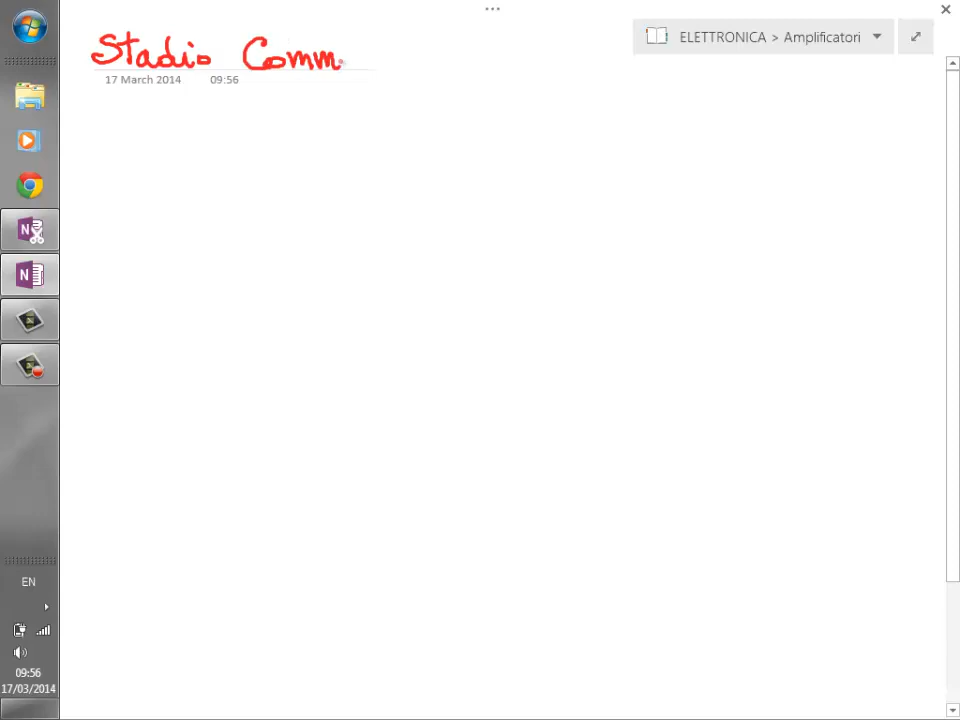 ELETTRONICA > Amplificatori
Stadio Comm.
17 March 2014 09:56
EN
09:56
17/03/2014